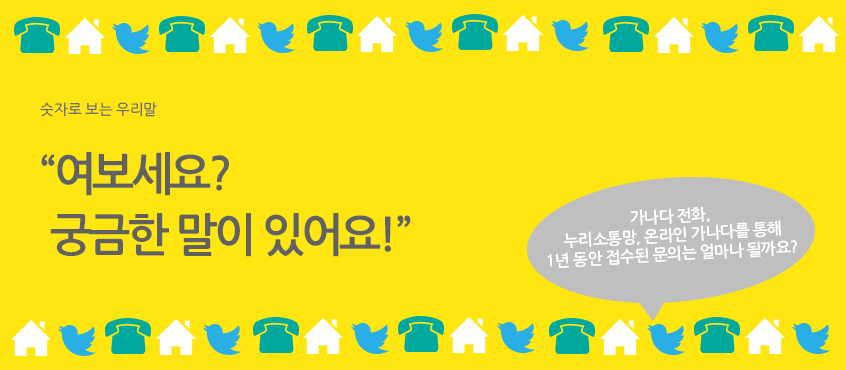 숫자로 보는 우리말
“여보세요?
궁금한 말이 있어요!”
가나다 전화,
누리소통망, 온라인 가나다를 통해
1년 동안 접수된 문의는 얼마나 될까요?